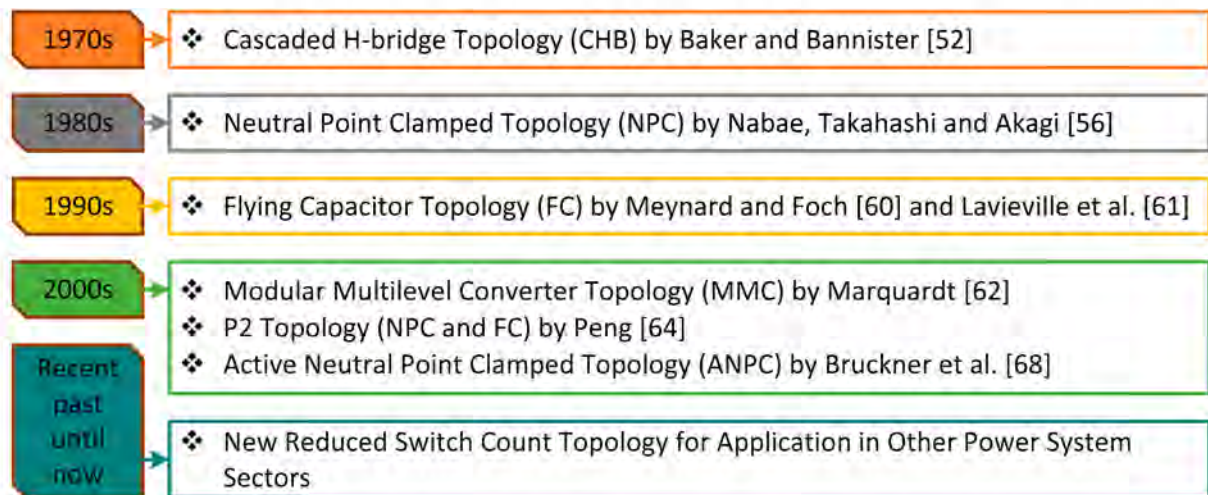 1970s
❖ Cascaded H-bridge Topology (CHB) by Baker and Bannister [52]
1980s
❖ Neutral Point Clamped Topology (NPC) by Nabae, Takahashi and Akagi [56]
1990s
❖ Flying Capacitor Topology (FC) by Meynard and Foch [60] and Lavieville et al. [61]
2000s
❖ Modular Multilevel Converter Topology (MMC) by Marquardt [62]
❖ P2 Topology (NPC and FC) by Peng [64]
❖ Active Neutral Point Clamped Topology (ANPC) by Bruckner et al. [68]
Recent
past
until
now
❖ New Reduced Switch Count Topology for Application in Other Power System
Sectors